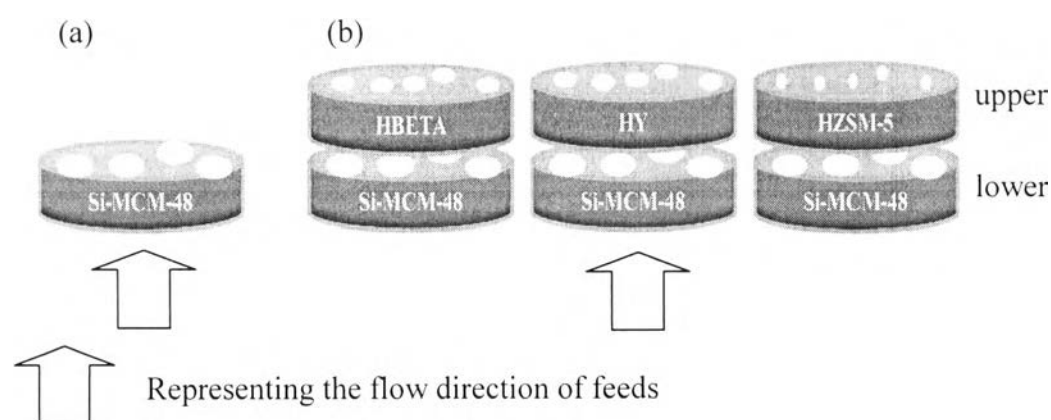 (a)
(b)
HBETA
HY
HZSM-5
upper
Si-MCM-48
Si-MCM-48
Si-MCM-48
Si-MCM-48
lower
Representing the flow direction of feeds